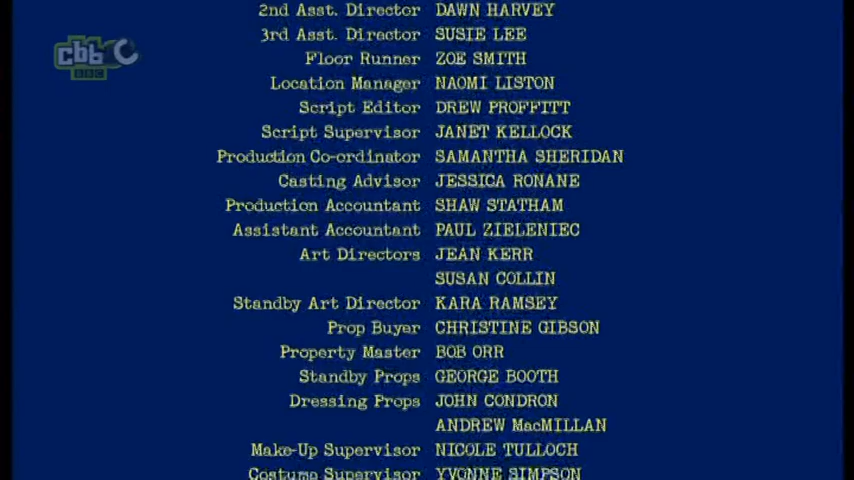 2nd Asst. Director DAWN HARVEY
3rd Asst. Director SUSIE LEE
cbbc
BBC
Floor Runner ZOE SMITH
Location Manager NAOMI LISTON
Script Editor DREW PROFFITT
Script Supervisor JANET KELLOCK
Production Co-ordinator SAMANTHA SHERIDAN
Casting Advisor JESSICA RONANE
Production Accountant SHAW STATHAM
Assistant Accountant PAUL ZIELENIEC
Art Directors JEAN KERR
SUSAN COLLIN
Standby Art Director KARA RAMSEY
Prop Buyer CHRISTINE GIBSON
Property Master BOB ORR
Standby Props GEORGE BOOTH
Dressing Props JOHN CONDRON
ANDREW MacMILLAN
Make-Up Supervisor NICOLE TULLOCH
Costume Supervisor YVONNE SIMPSON